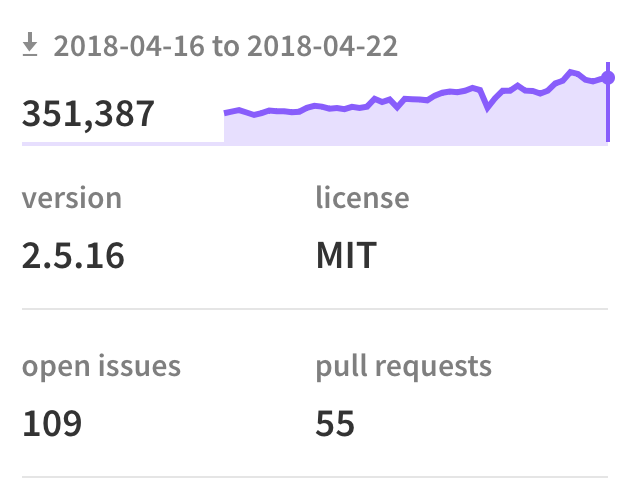 2018-04-16 to 2018-04-22
351,387
version license
2.5.16 MIT
open issues pull requests
109 55